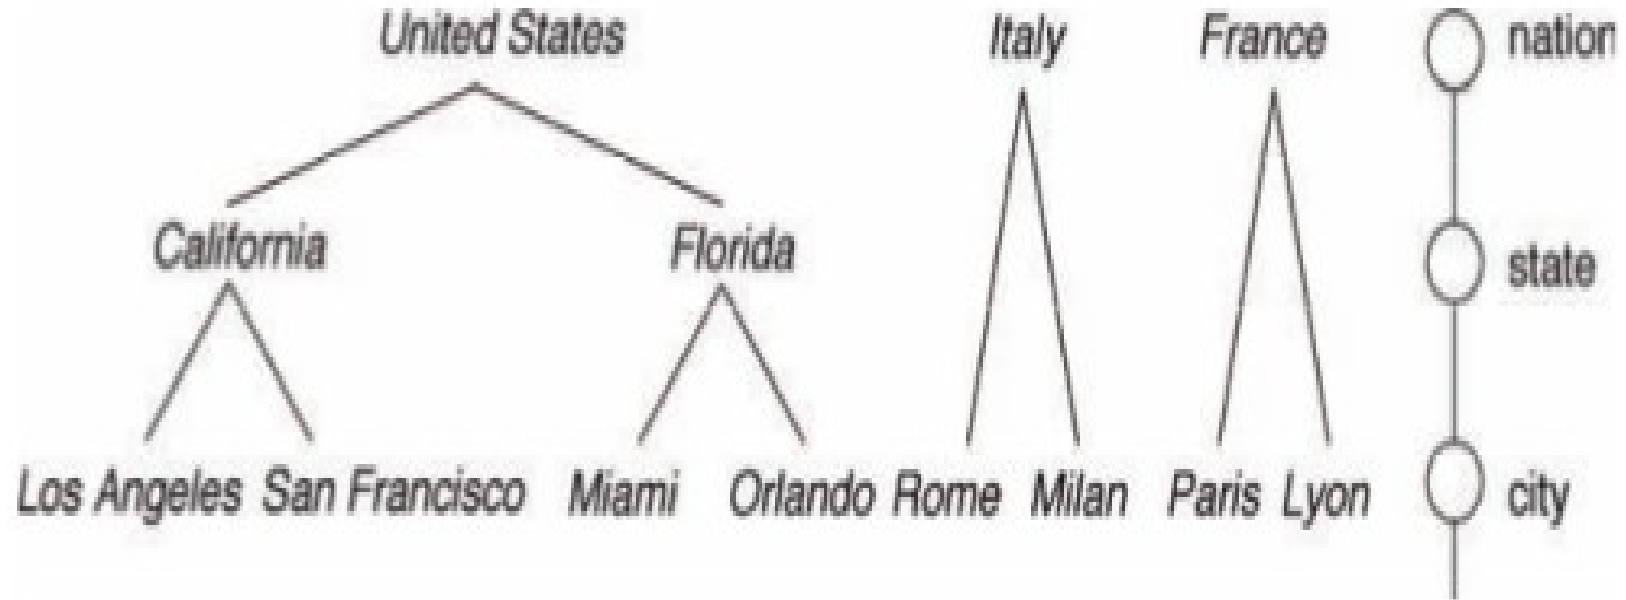 United States Italy France nation
California Florida state
Los Angeles San Francisco Miami Orlando Rome Milan Paris Lyon city